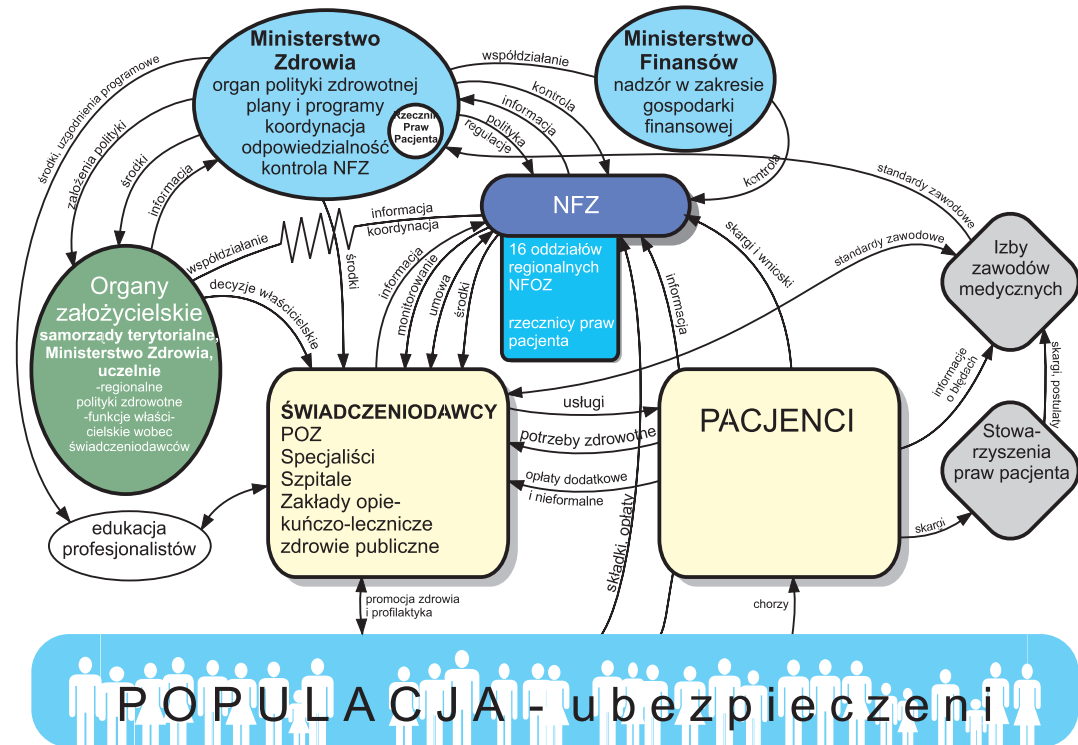 Ministerstwo
Zdrowia
organ polityki zdrowotnej
plany i programy
koordynacja
odpowiedzialność
kontrola NFZ
Rzecznik
Praw
Pacjenta
współdziałanie
Ministerstwo
Finansów
nadzór w zakresie
gospodarki
finansowej
kontrola
informacja
polityka
regulacje
kontrola
środki, uzgodnienia programowe
założenia polityki
środki
informacja
NFZ
16 oddziałów
regionalnych
NFOZ
rzecznicy praw
pacjenta
informacja
koordynacja
współdziałanie
środki
decyzje właścicielskie
informacja
monitorowanie
umowa
środki
informacja
skargi i wnioski
standardy zawodowe
standardy zawodowe
Izby
zawodów
medycznych
Organy
założycielskie
samorządy terytorialne,
Ministerstwo Zdrowia,
uczelnie
-regionalne
polityki zdrowotne
-funkcje właści-
cielskie wobec
świadczeniodawców
ŚWIADCZENIODAWCY
POZ
Specjaliści
Szpitale
Zakłady opie-
kuńczo-lecznicze
zdrowie publiczne
usługi
potrzeby zdrowotne
opłaty dodatkowe
i nieformalne
PACJENCI
informacje
o błędach
skargi, postulaty
Stowa-
rzyszenia
praw pacjenta
skargi
edukacja
profesjonalistów
składki, opłaty
promocja zdrowia
i profilaktyka
chorzy
POPULACJA - ubezpieczeni